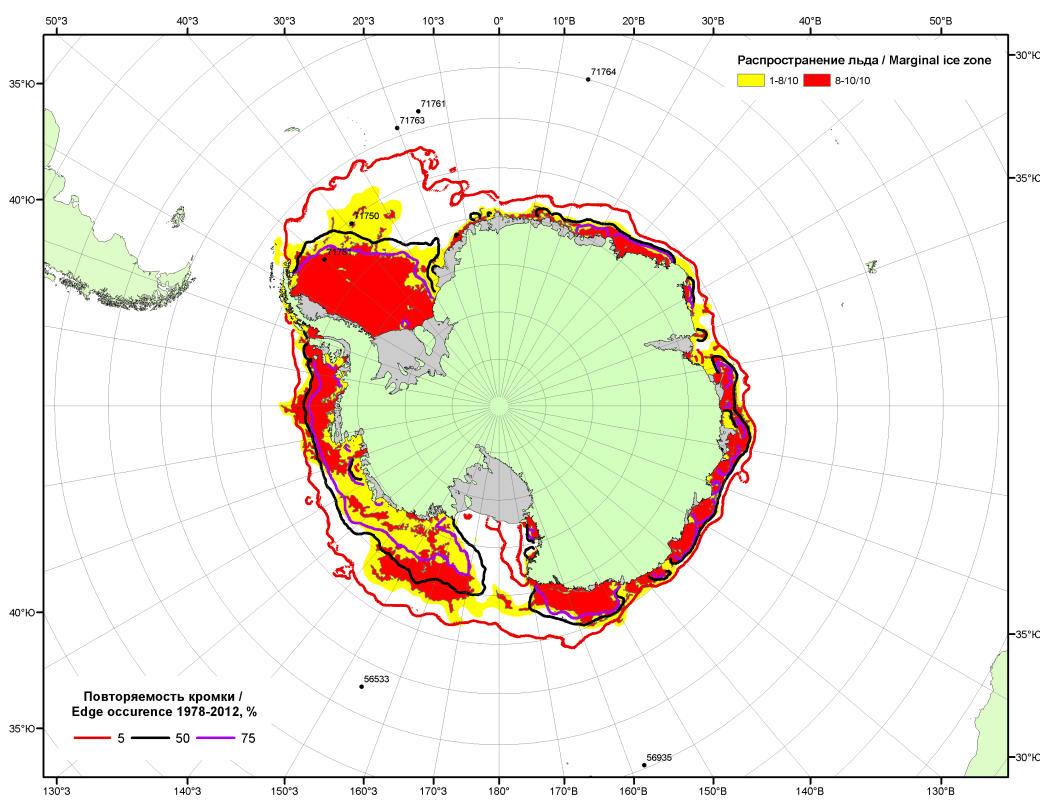 50°З 40°З 30°З 20°З 10°З 0° 10°В 20°В 30°В 40°В 50°В
30°Ю
Распространение льда / Marginal ice zone
71764
1-8/10 8-10/10
35°Ю
71761
71763
35°Ю
40°Ю
71750
40°Ю
35°Ю
56533
Повторяемость кромки /
Edge occurence 1978-2012, %
35°Ю
5 50 75
56935
30°Ю
130°З 140°З 150°З 160°З 170°З 180° 170°В 160°В 150°В 140°В 130°В